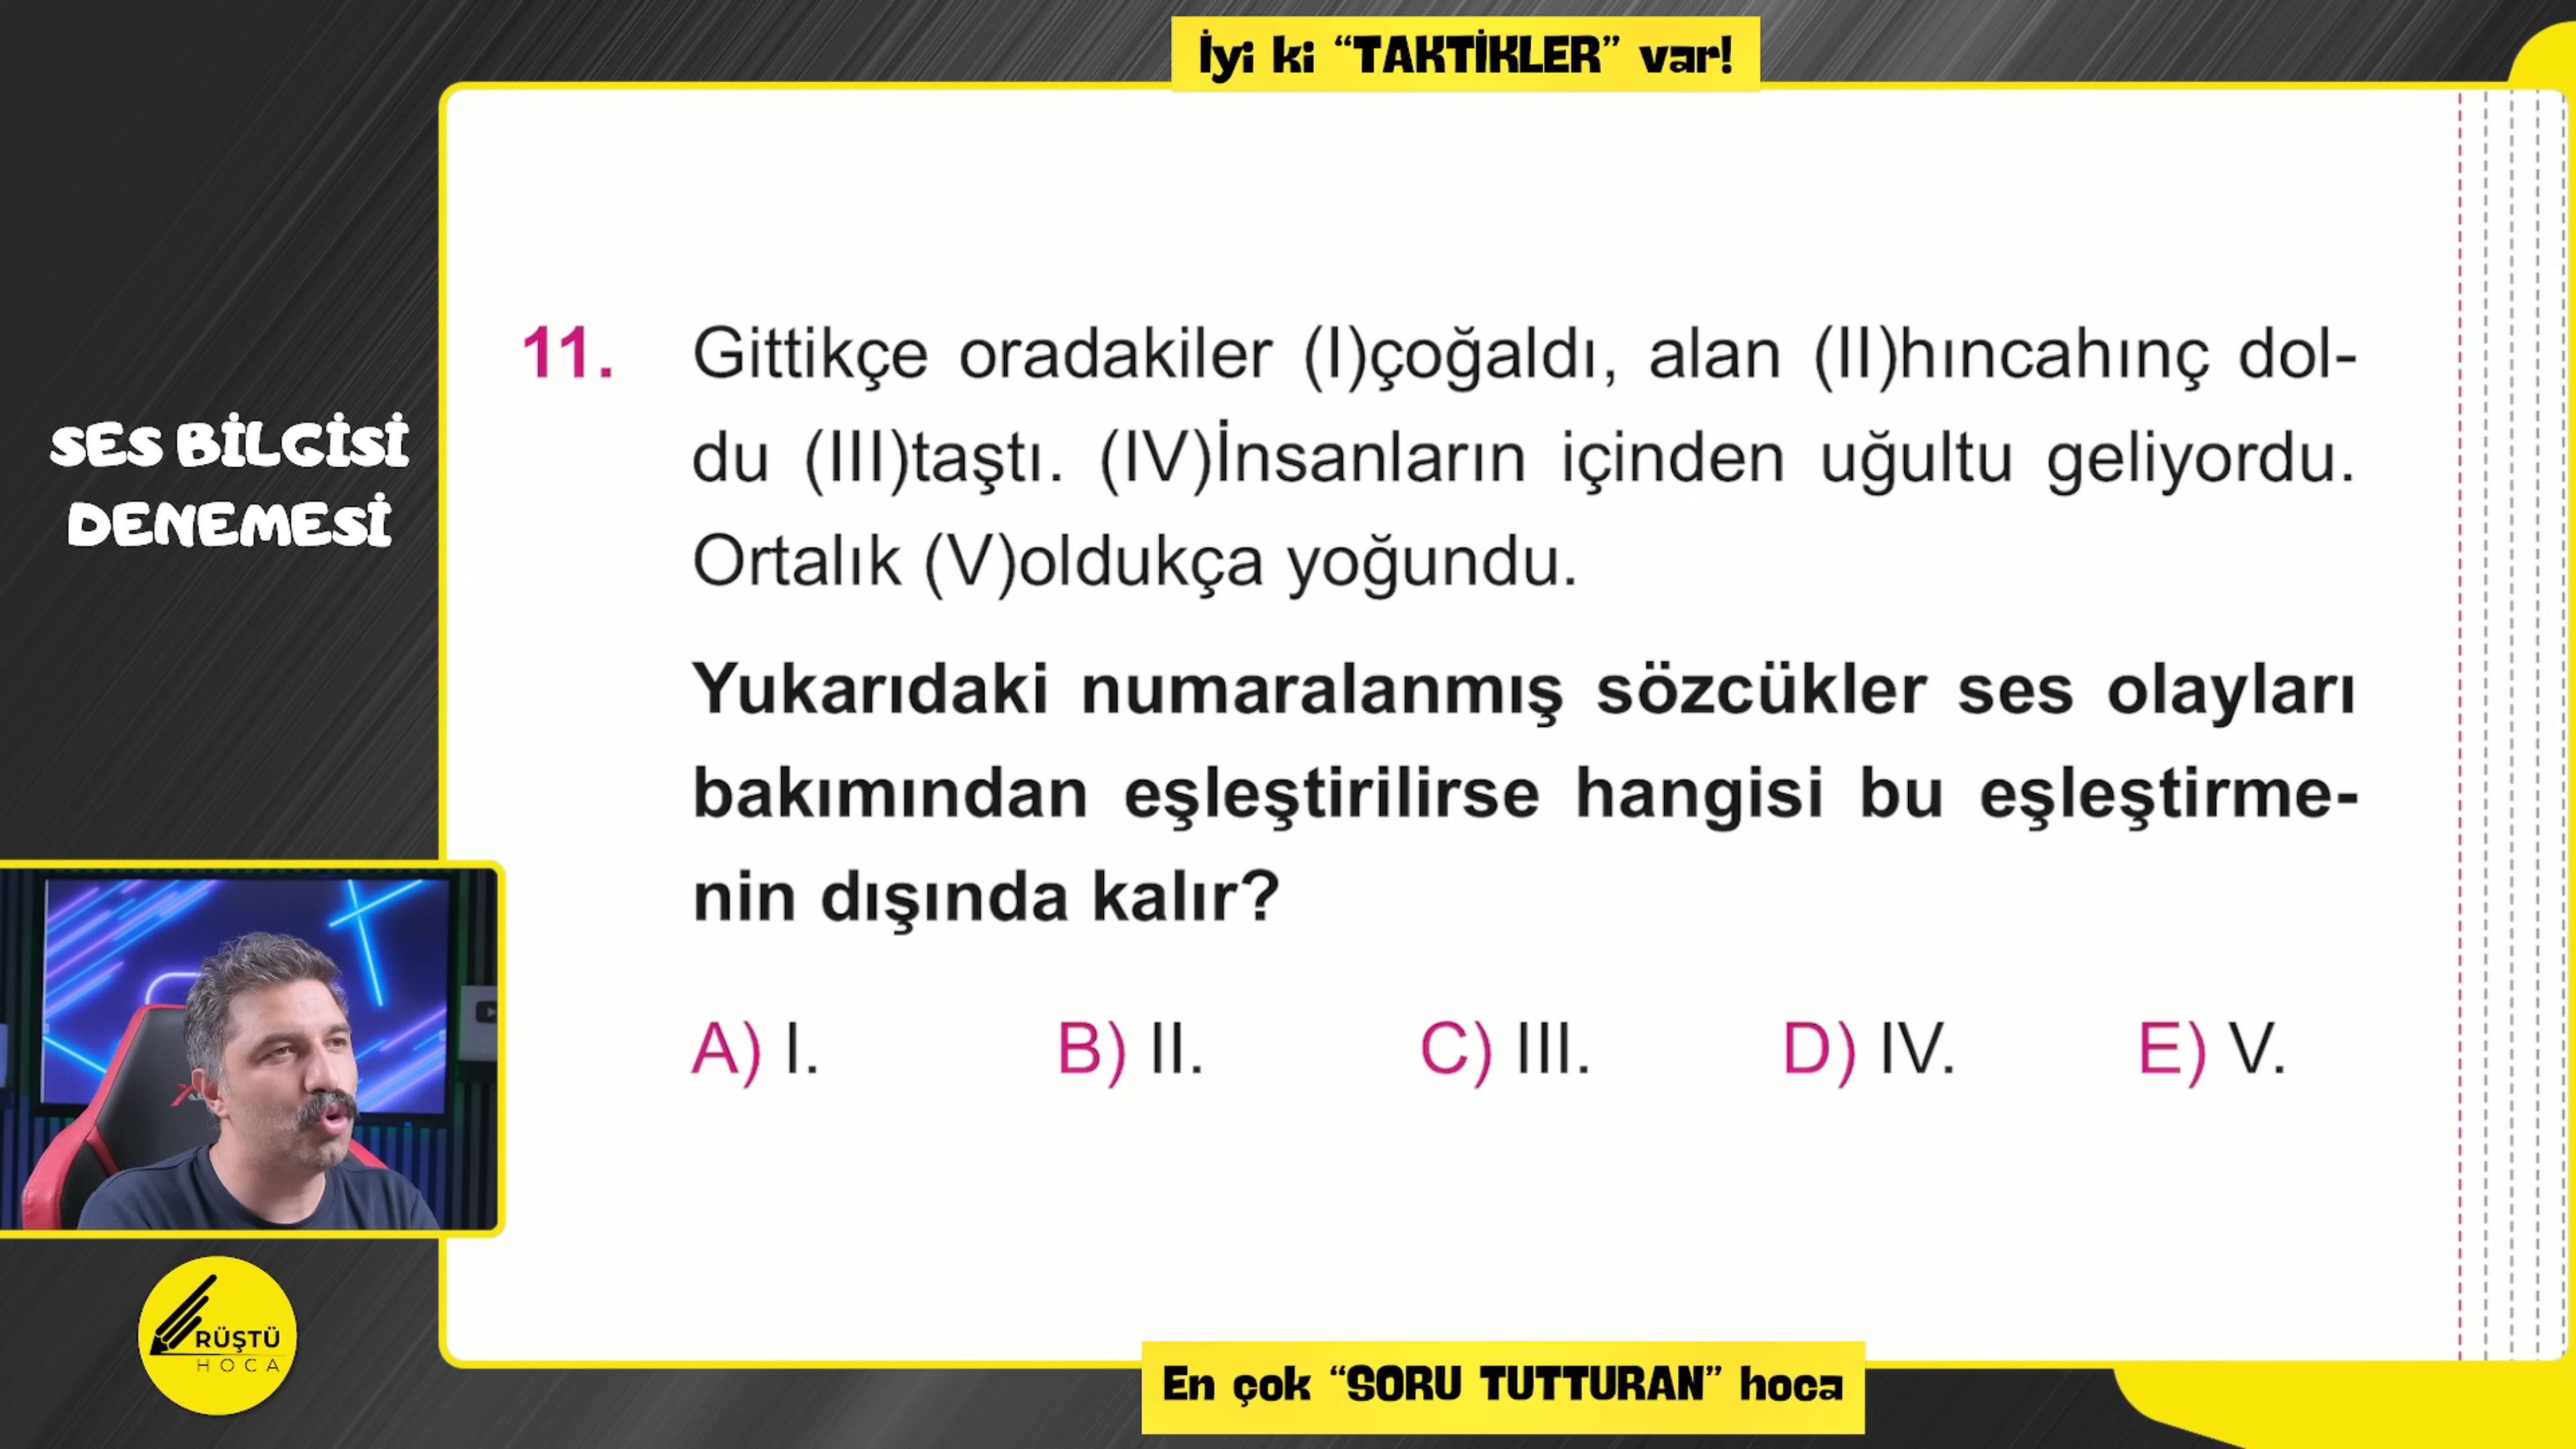 İyi ki “TAKTİKLER” var!
SES BİLGİSİ
DENEMESİ
11. Gittikçe oradakiler (I)çoğaldı, alan (II)hıncahınç dol-
du (III)taştı. (IV)İnsanların içinden uğultu geliyordu.
Ortalık (V)oldukça yoğundu.
Yukarıdaki numaralanmış sözcükler ses olayları
bakımından eşleştirilirse hangisi bu eşleştirme-
nin dışında kalır?
A) I. B) II. C) III. D) IV. E) V.
RÜŞTÜ
HOCA
En çok “SORU TUTTURAN” hoca